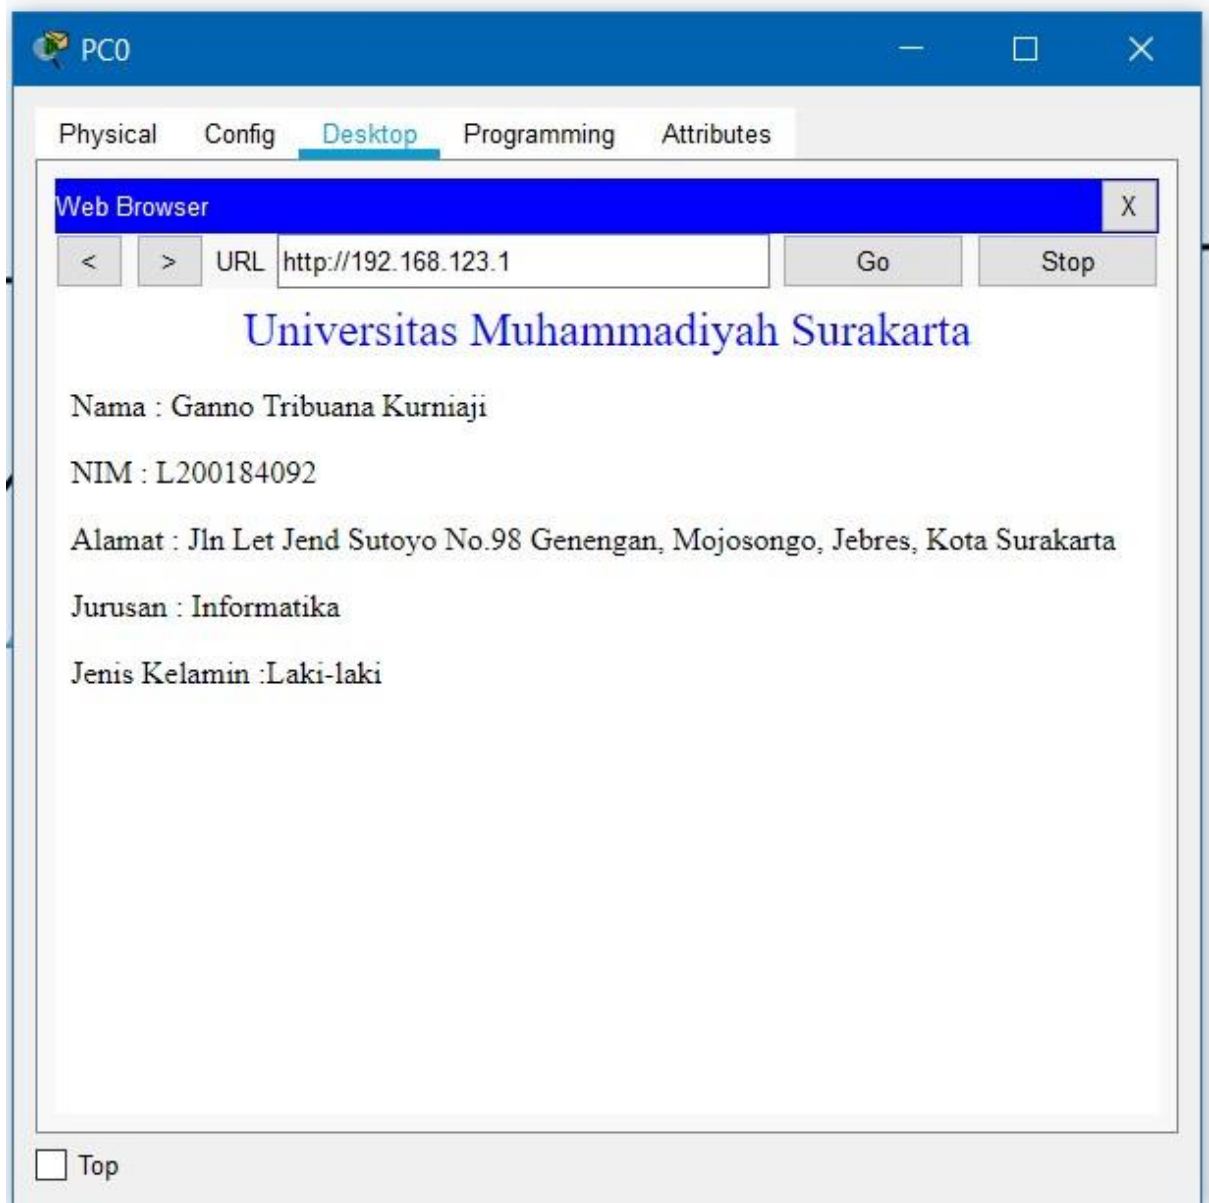 PC0
Physical Config Desktop Programming Attributes
Web Browser X
< > URL http://192.168.123.1 Go Stop
Universitas Muhammadiyah Surakarta
Nama : Ganno Tribuana Kurniaji
NIM : L200184092
Alamat : Jln Let Jend Sutoyo No.98 Genengan, Mojosongo, Jebres, Kota Surakarta
Jurusan : Informatika
Jenis Kelamin :Laki-laki
Top